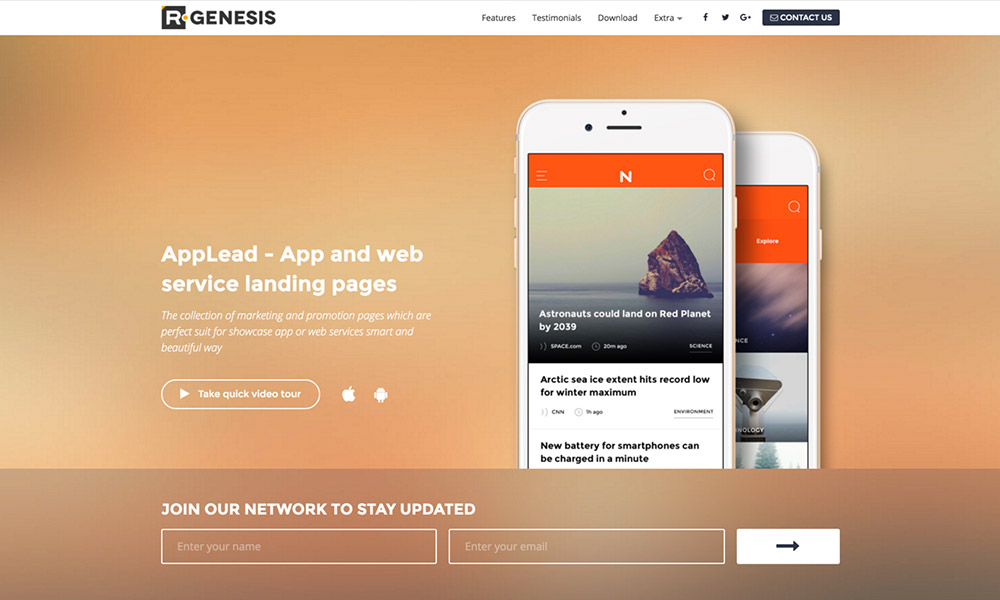 R GENESIS
Features Testimonials Download Extra CONTACT US
AppLead - App and web
service landing pages
The collection of marketing and promotion pages which are
perfect suit for showcase app or web services smart and
beautiful way
Take quick video tour
N
Astronauts could land on Red Planet
by 2039
SPACE.com 20m ago SCIENCE
Arctic sea ice extent hits record low
for winter maximum
CNN 1h ago ENVIRONMENT
New battery for smartphones can
be charged in a minute
Explore
NCE
NOLOGY
JOIN OUR NETWORK TO STAY UPDATED
Enter your name Enter your email